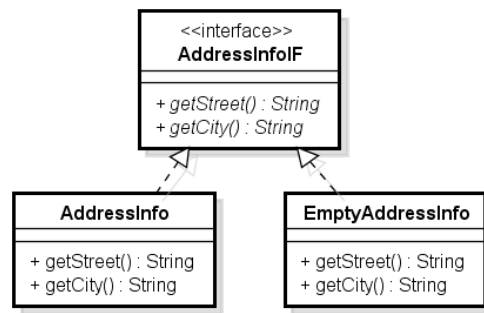 <<interface>>
AddressInfoIF
+ getStreet() : String
+ getCity() : String
AddressInfo
+ getStreet() : String
+ getCity() : String
EmptyAddressInfo
+ getStreet() : String
+ getCity() : String